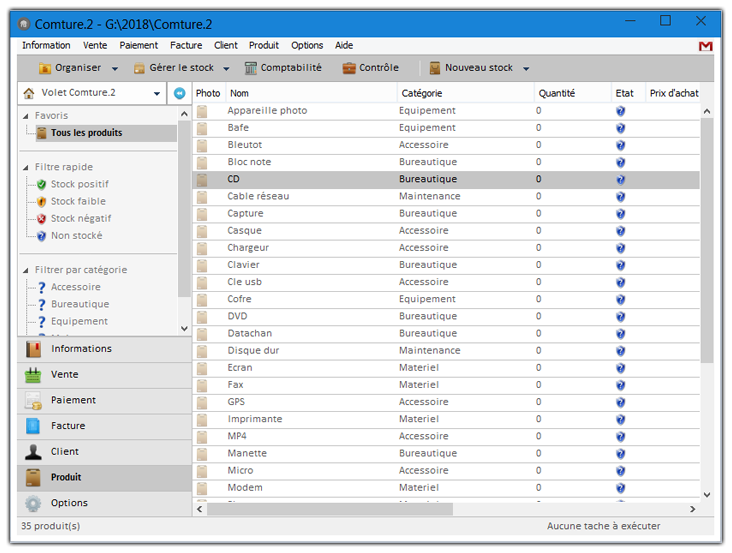 Comture.2 - G:\2018\Comture.2
Information Vente Paiement Facture Client Produit Options Aide
Organiser Gérer le stock Comptabilité Contrôle Nouveau stock
Volet Comture.2
Favoris
Tous les produits
Filtre rapide
Stock positif
Stock faible
Stock négatif
Non stocké
Filtrer par catégorie
Accessoire
Bureautique
Equipement
Informations
Vente
Paiement
Facture
Client
Produit
Options
Photo Nom Catégorie Quantité Etat Prix d'achat
Appareille photo Equipement 0
Bafe Equipement 0
Bleutot Accessoire 0
Bloc note Bureautique 0
CD Bureautique 0
Cable réseau Maintenance 0
Capture Bureautique 0
Casque Accessoire 0
Chargeur Accessoire 0
Clavier Bureautique 0
Cle usb Accessoire 0
Cofre Equipement 0
DVD Bureautique 0
Datachan Bureautique 0
Disque dur Maintenance 0
Ecran Materiel 0
Fax Materiel 0
GPS Accessoire 0
Imprimante Materiel 0
MP4 Accessoire 0
Manette Bureautique 0
Micro Accessoire 0
Modem Materiel 0
35 produit(s) Aucune tache à exécuter